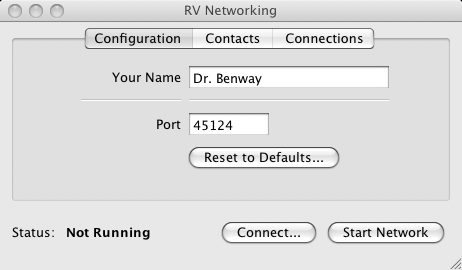 RV Networking
Configuration Contacts Connections
Your Name Dr. Benway
Port 45124
Reset to Defaults...
Status: Not Running Connect... Start Network